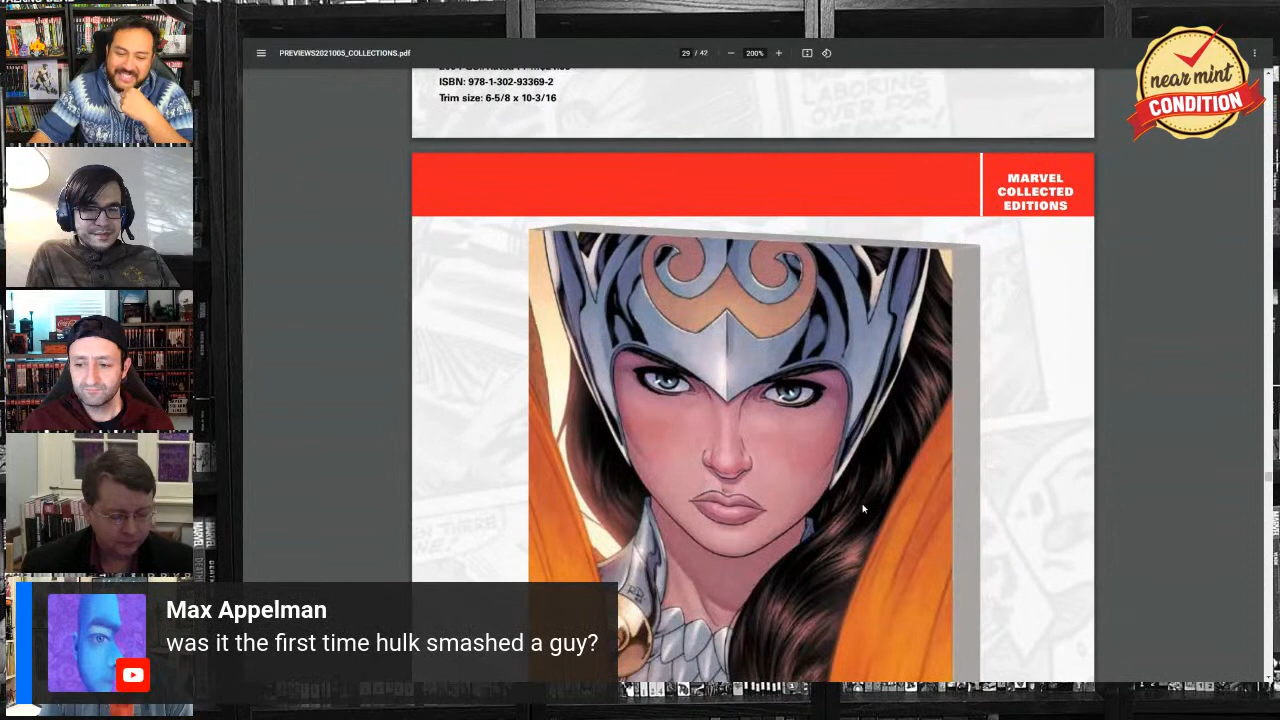 PREVIEWS2021005_COLLECTIONS.pdf
29 / 42
200%
ISBN: 978-1-302-93369-2
Trim size: 6-5/8 x 10-3/16
near mint
CONDITION
MARVEL
COLLECTED
EDITIONS
Max Appelman
was it the first time hulk smashed a guy?